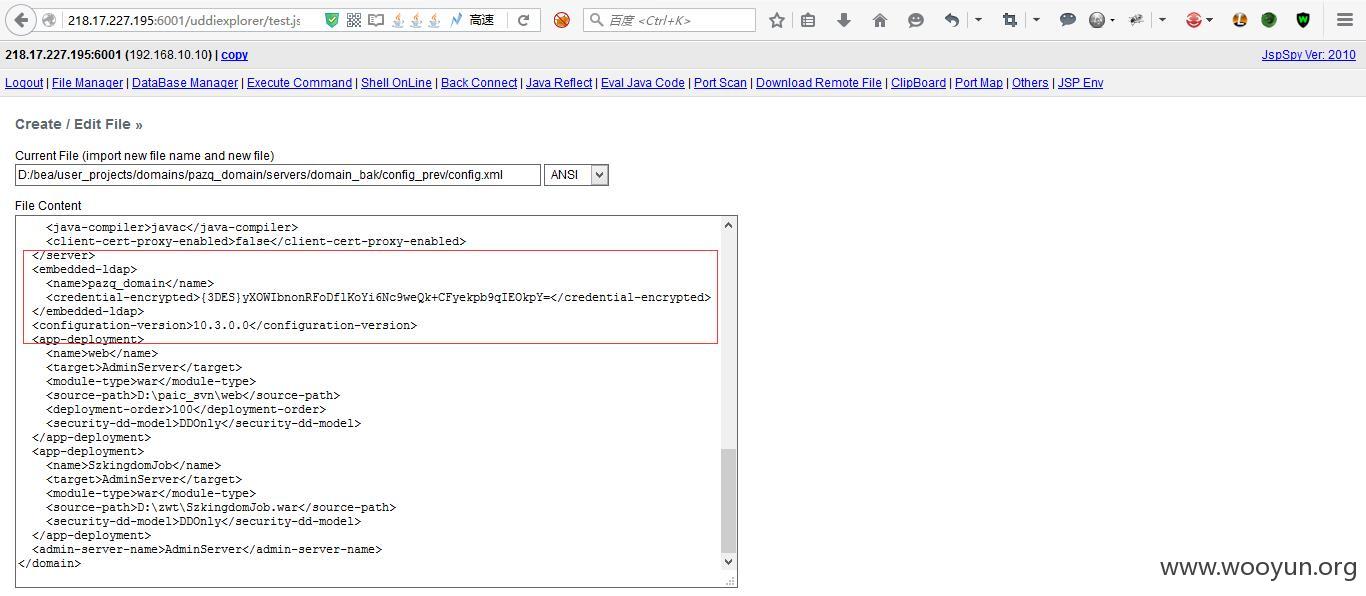 218.17.227.195:6001/uddiexplorer/test.js
高速
百度 <Ctrl+K>
218.17.227.195:6001 (192.168.10.10) | copy
JspSpy Ver: 2010
Logout | File Manager | DataBase Manager | Execute Command | Shell OnLine | Back Connect | Java Reflect | Eval Java Code | Port Scan | Download Remote File | ClipBoard | Port Map | Others | JSP Env
Create / Edit File »
Current File (import new file name and new file)
D:/bea/user_projects/domains/pazq_domain/servers/domain_bak/config_prev/config.xml
ANSI
File Content
<java-compiler>javac</java-compiler>
<client-cert-proxy-enabled>false</client-cert-proxy-enabled>
</server>
<embedded-ldap>
<name>pazq_domain</name>
<credential-encrypted>{3DES}yXOWIbnonRFoDflKoYi6Nc9weQk+CFyekpb9qIEOkpY=</credential-encrypted>
</embedded-ldap>
<configuration-version>10.3.0.0</configuration-version>
<app-deployment>
<name>web</name>
<target>AdminServer</target>
<module-type>war</module-type>
<source-path>D:\paic_svn\web</source-path>
<deployment-order>100</deployment-order>
<security-dd-model>DDOnly</security-dd-model>
</app-deployment>
<app-deployment>
<name>SzkingdomJob</name>
<target>AdminServer</target>
<module-type>war</module-type>
<source-path>D:\zwt\SzkingdomJob.war</source-path>
<security-dd-model>DDOnly</security-dd-model>
</app-deployment>
<admin-server-name>AdminServer</admin-server-name>
</domain>
www.wooyun.org